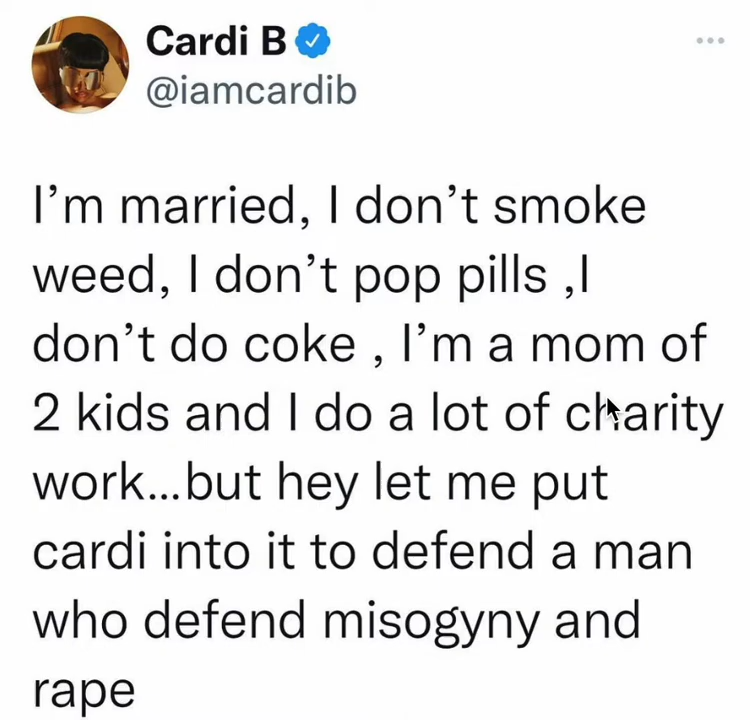 Cardi B
@iamcardib
I’m married, I don’t smoke
weed, I don’t pop pills ,I
don’t do coke , I’m a mom of
2 kids and I do a lot of charity
work...but hey let me put
cardi into it to defend a man
who defend misogyny and
rape